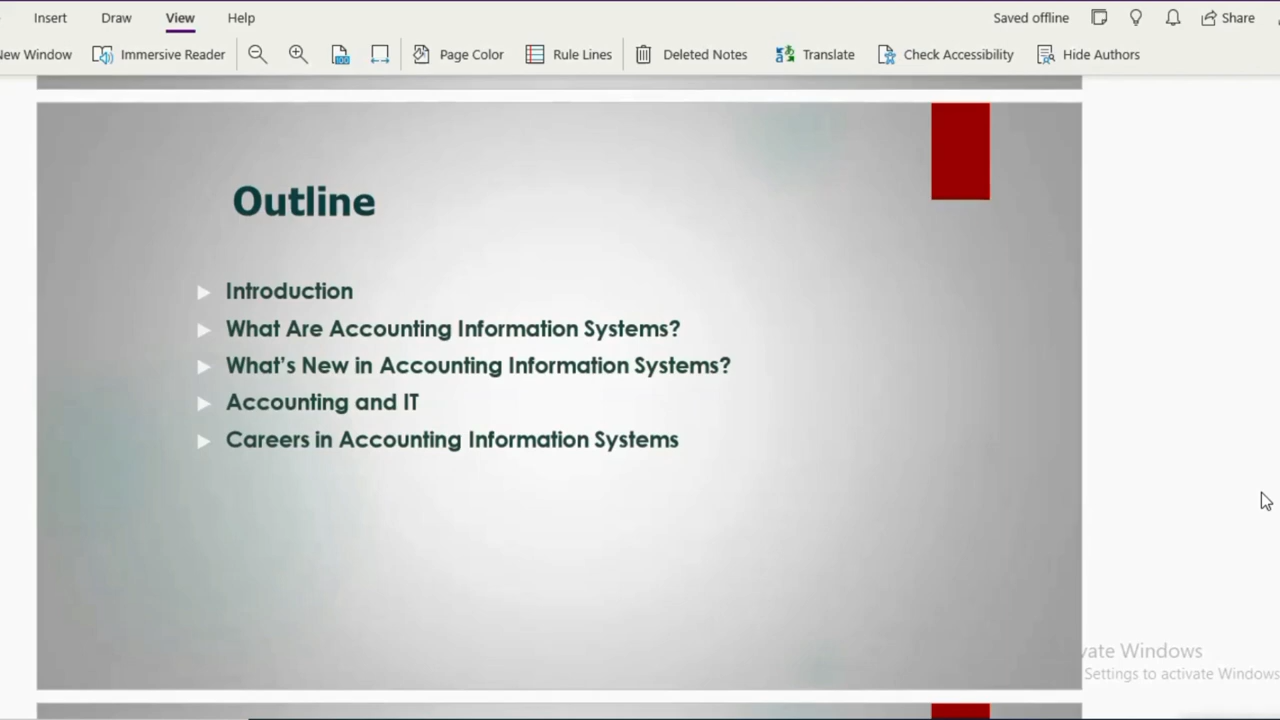 Insert Draw View Help Saved offline Share
New Window Immersive Reader Page Color Rule Lines Deleted Notes Translate Check Accessibility Hide Authors
Outline
Introduction
What Are Accounting Information Systems?
What's New in Accounting Information Systems?
Accounting and IT
Careers in Accounting Information Systems
vate Windows
Settings to activate Windows